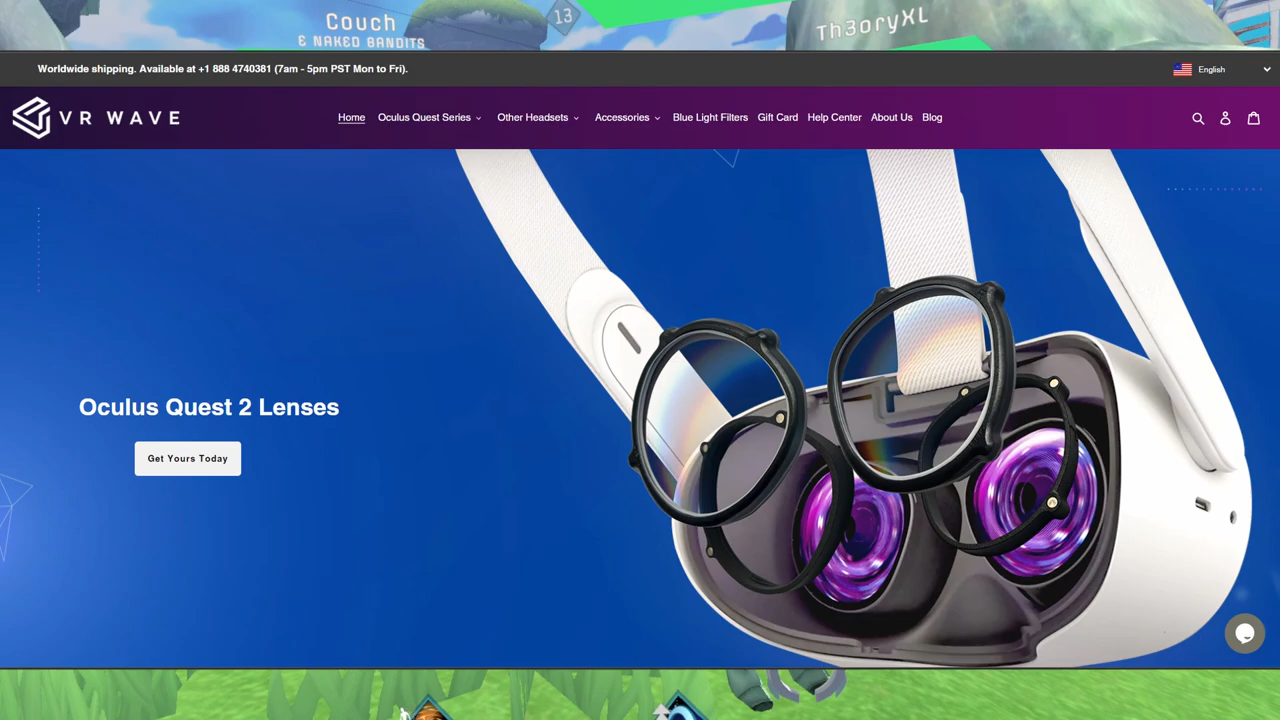 Couch
& NAKED BANDITS
13
Th3oryXL
Worldwide shipping. Available at +1 888 4740381 (7am - 5pm PST Mon to Fri).
English
VR WAVE
Home Oculus Quest Series Other Headsets Accessories Blue Light Filters Gift Card Help Center About Us Blog
Oculus Quest 2 Lenses
Get Yours Today